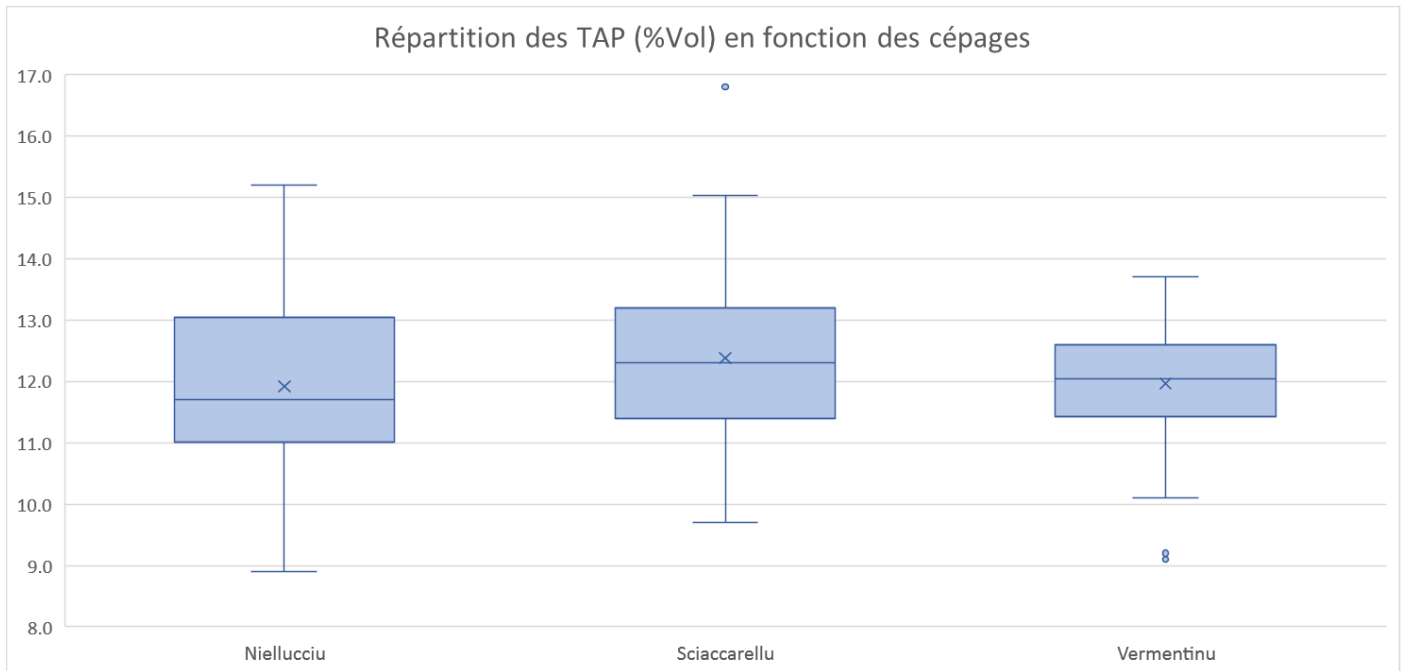 Répartition des TAP (%Vol) en fonction des cépages
17.0
16.0
15.0
14.0
13.0
12.0
11.0
10.0
9.0
8.0
Niellucciu
Sciaccarellu
Vermentinu